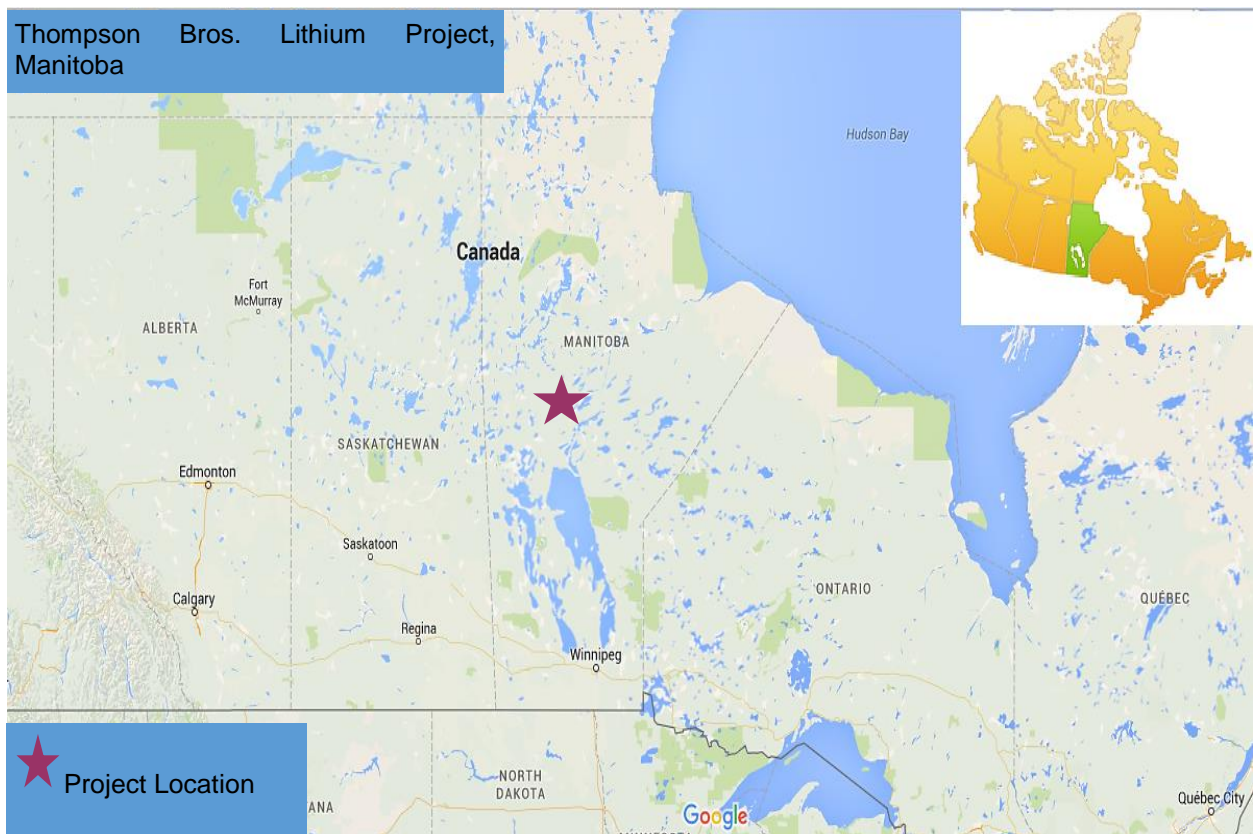 Thompson Bros. Lithium Project,
Manitoba
Hudson Bay
Canada
Fort
McMurray
ALBERTA
MANITOBA
SASKATCHEWAN
Edmonton
Saskatoon
ONTARIO
QUÉBEC
Calgary
Regina
Winnipeg
Project Location
NORTH
DAKOTA
ANA
Google
Québec City